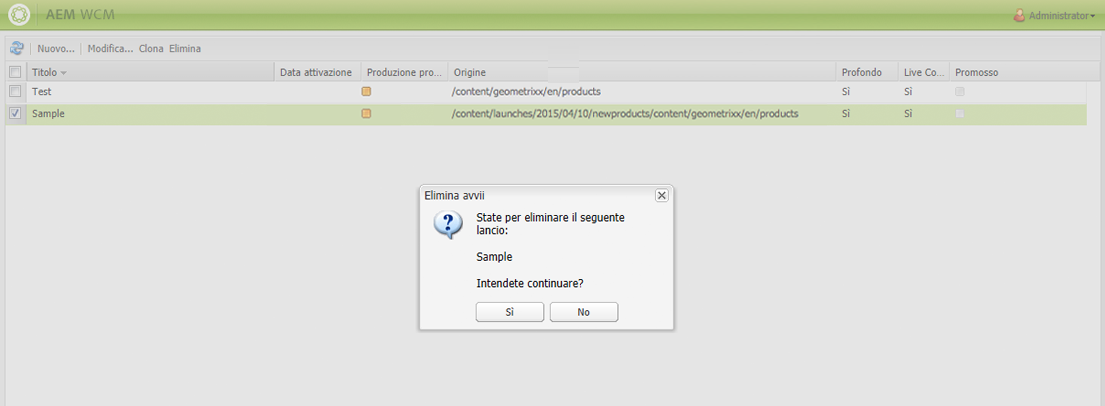 AEM WCM
Administrator
Nuovo... Modifica... Clona Elimina
Titolo Data attivazione Produzione pro... Origine Profondo Live Co... Promosso
Test /content/geometrixx/en/products Sì Sì
Sample /content/launches/2015/04/10/newproducts/content/geometrixx/en/products Sì Sì
Elimina avvii
State per eliminare il seguente
lancio:
Sample
Intendete continuare?
Sì No